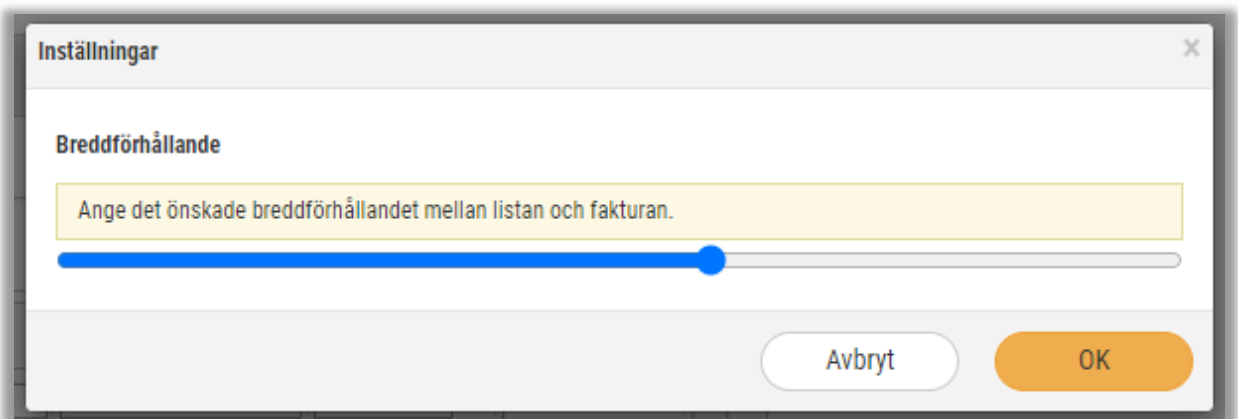 Inställningar
×
Breddförhållande
Ange det önskade breddförhållandet mellan listan och fakturan.
Avbryt
OK